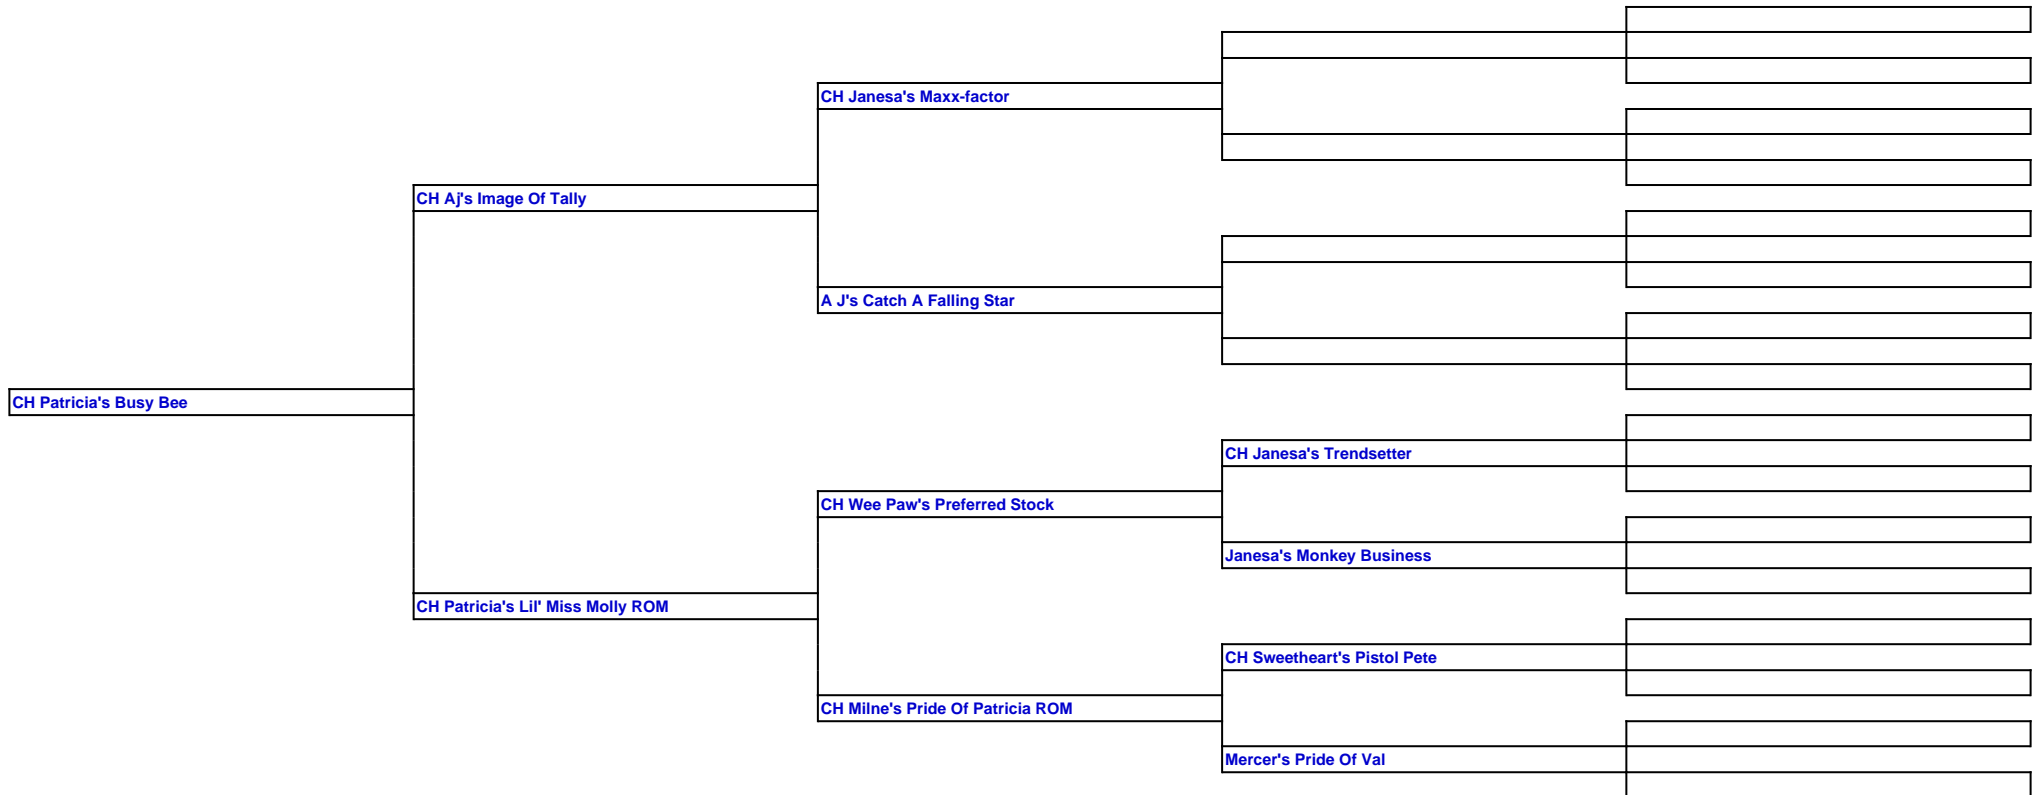 CH Janesa's Maxx-factor
CH Aj's Image Of Tally
A J's Catch A Falling Star
CH Patricia's Busy Bee
CH Janesa's Trendsetter
CH Wee Paw's Preferred Stock
Janesa's Monkey Business
CH Patricia's Lil' Miss Molly ROM
CH Sweetheart's Pistol Pete
CH Milne's Pride Of Patricia ROM
Mercer's Pride Of Val